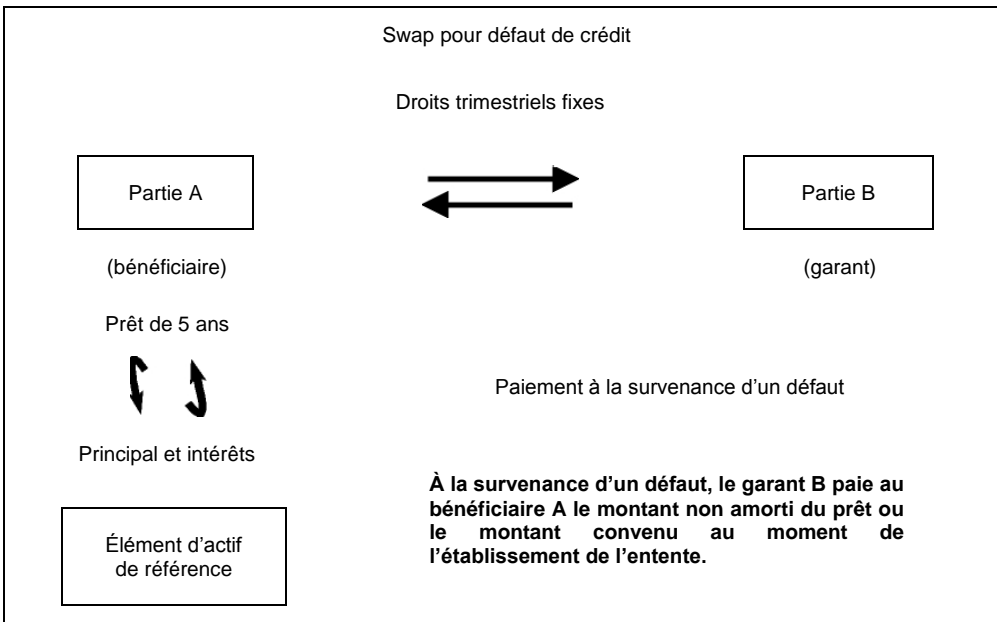 Swap pour défaut de crédit
Droits trimestriels fixes
Partie A
Partie B
(bénéficiaire)
(garant)
Prêt de 5 ans
Paiement à la survenance d’un défaut
Principal et intérêts
À la survenance d’un défaut, le garant B paie au
bénéficiaire A le montant non amorti du prêt ou
le montant convenu au moment de
l’établissement de l’entente.
Élément d’actif
de référence